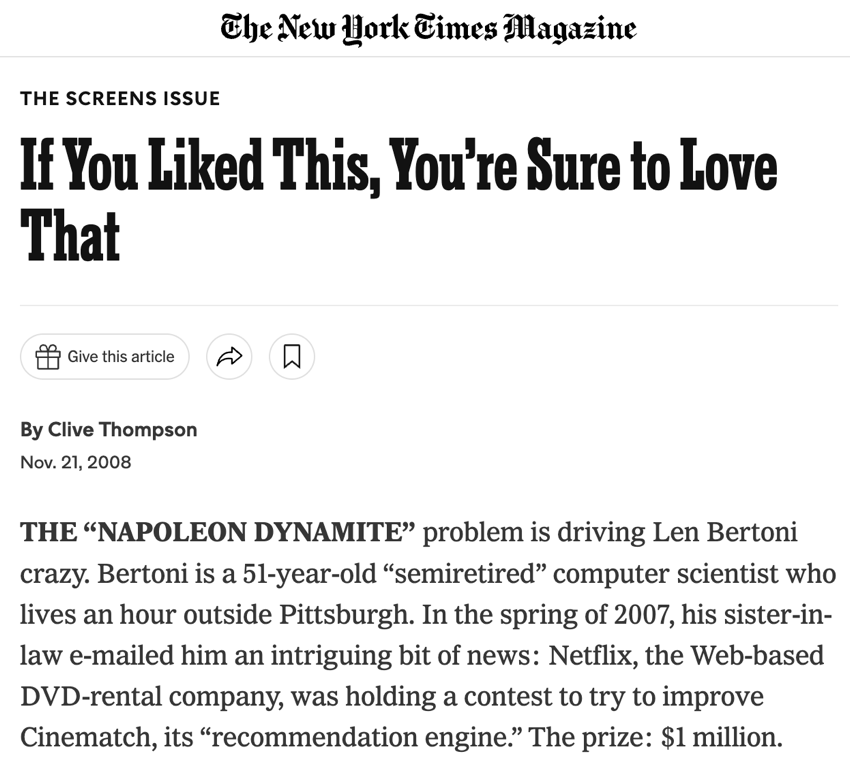 The New York Times Magazine
THE SCREENS ISSUE
If You Liked This, You’re Sure to Love
That
Give this article
By Clive Thompson
Nov. 21, 2008
THE “NAPOLEON DYNAMITE” problem is driving Len Bertoni
crazy. Bertoni is a 51-year-old “semiretired” computer scientist who
lives an hour outside Pittsburgh. In the spring of 2007, his sister-in-
law e-mailed him an intriguing bit of news: Netflix, the Web-based
DVD-rental company, was holding a contest to try to improve
Cinematch, its “recommendation engine.” The prize: $1 million.